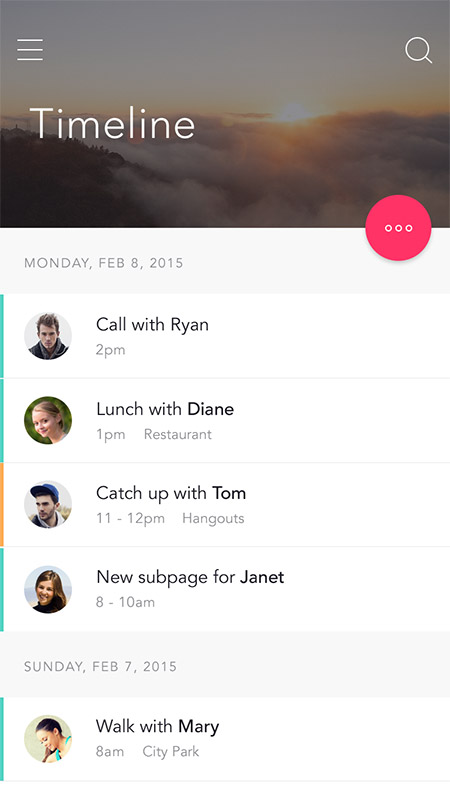 Timeline
MONDAY, FEB 8, 2015
Call with Ryan
2pm
Lunch with Diane
1pm Restaurant
Catch up with Tom
11 - 12pm Hangouts
New subpage for Janet
8 - 10am
SUNDAY, FEB 7, 2015
Walk with Mary
8am City Park